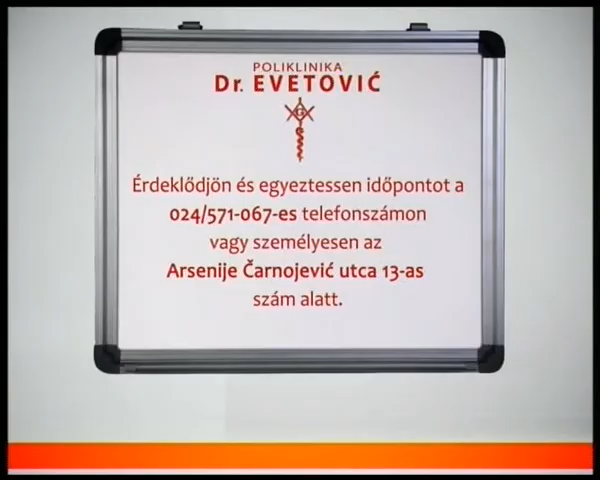 POLIKLINIKA
Dr. EVETOVIĆ
Érdeklődjön és egyeztessen időpontot a
024/571-067-es telefonszámon
vagy személyesen az
Arsenije Čarnojević utca 13-as
szám alatt.